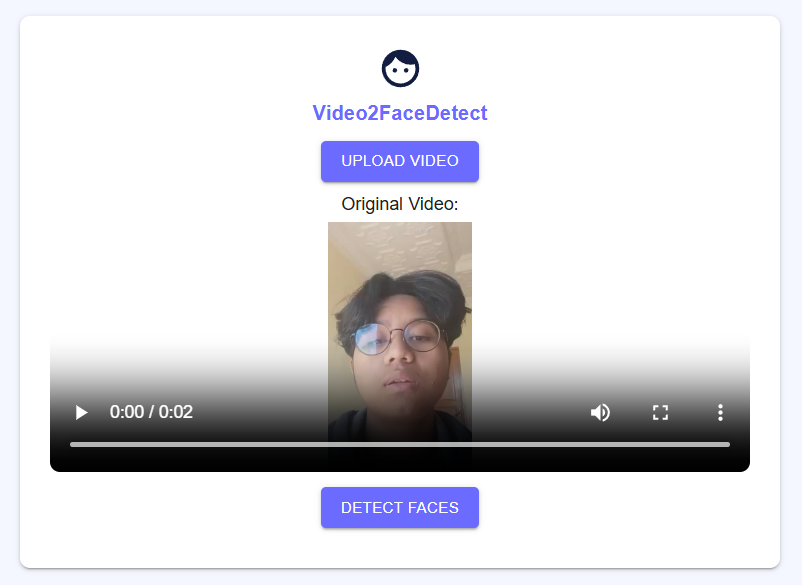 Video2FaceDetect
UPLOAD VIDEO
Original Video:
0:00 / 0:02
DETECT FACES